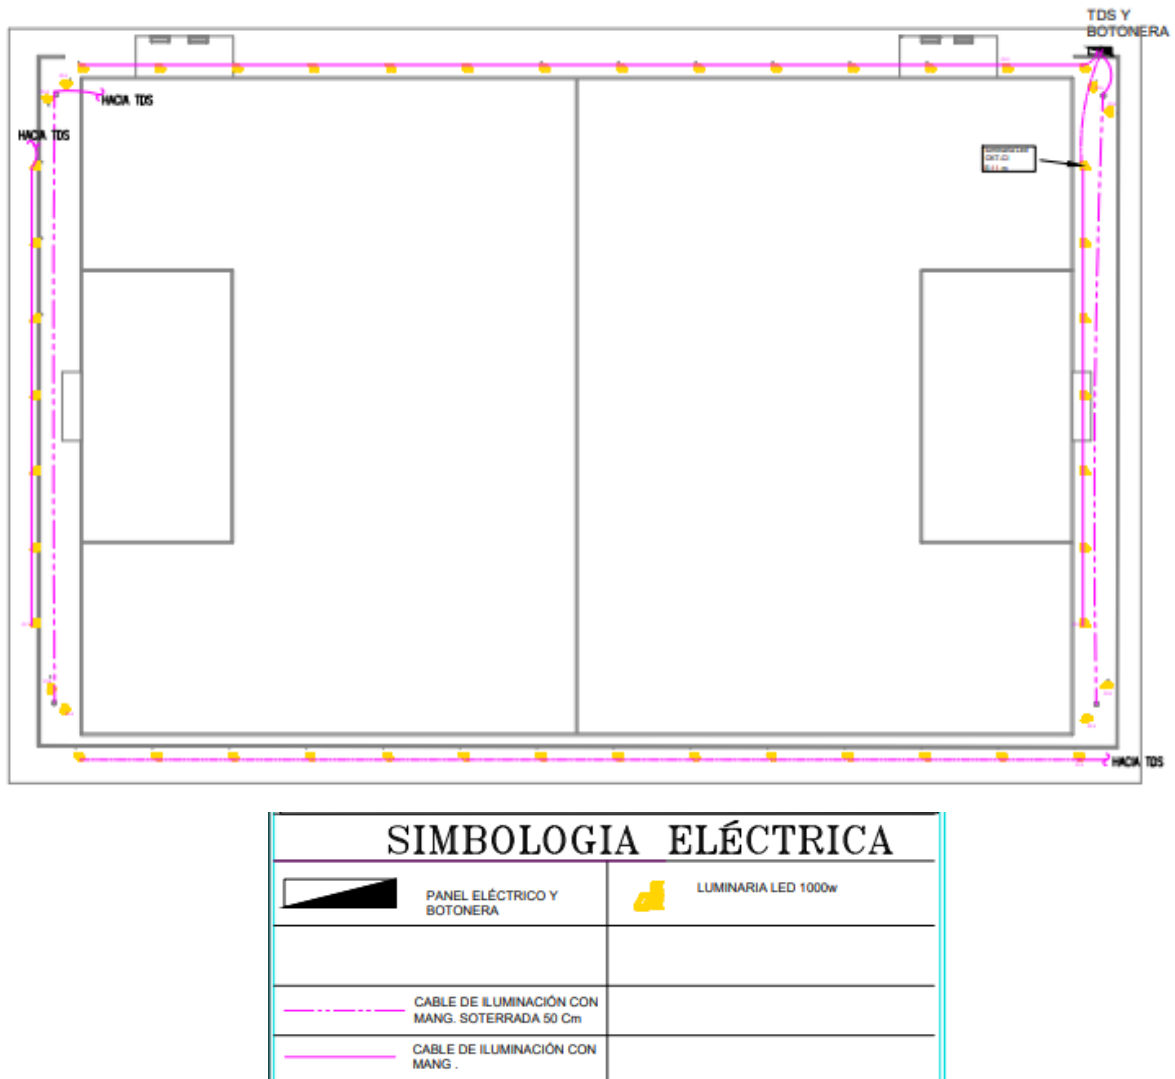 TDS Y
BOTONERA
HACIA TDS
HACIA TDS
HACIA TDS
SIMBOLOGIA ELÉCTRICA
PANEL ELÉCTRICO Y
BOTONERA
LUMINARIA LED 1000w
CABLE DE ILUMINACIÓN CON
MANG. SOTERRADA 50 Cm
CABLE DE ILUMINACIÓN CON
MANG .